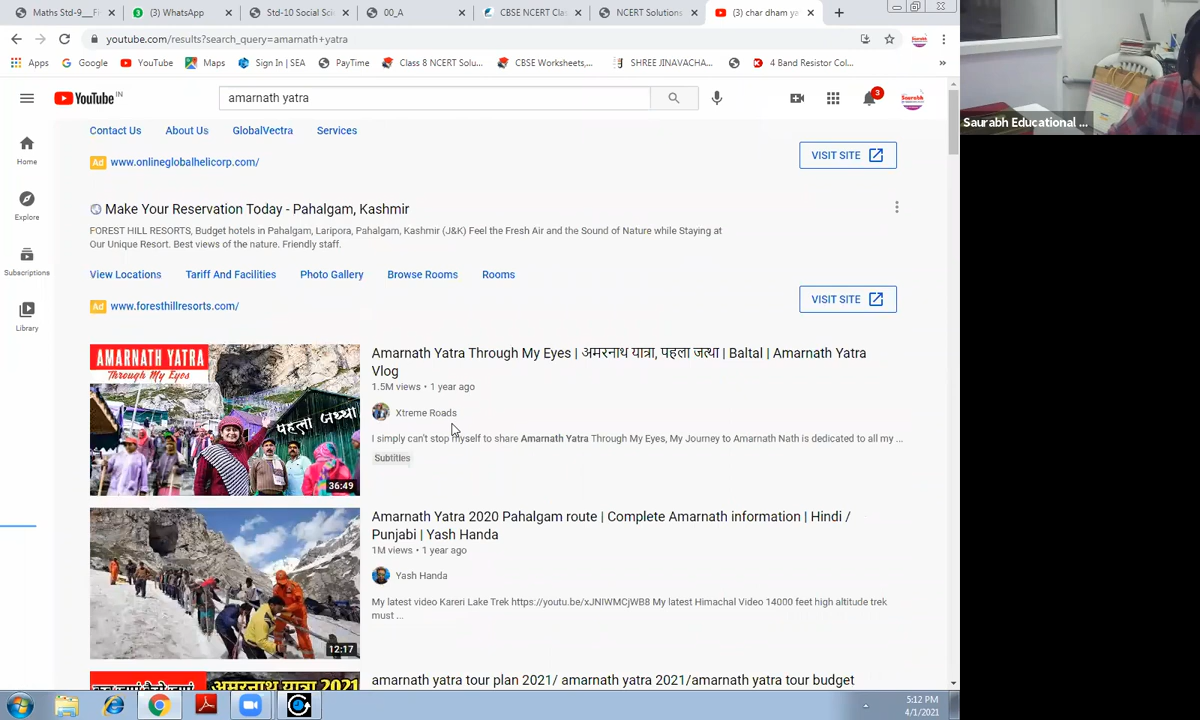 Maths Std-9___Fi
(3) WhatsApp
Std-10 Social Sci
00_A
CBSE NCERT Clas
NCERT Solutions
(3) char dham ya
youtube.com/results?search_query=amarnath+yatra
Apps
Google
YouTube
Maps
Sign In | SEA
PayTime
Class 8 NCERT Solu...
CBSE Worksheets,...
SHREE JINAVACHA...
4 Band Resistor Col...
»
YouTube IN
amarnath yatra
3
Saurabh
Home
Explore
Subscriptions
Library
Contact Us
About Us
GlobalVectra
Services
Ad www.onlineglobalhelicorp.com/
VISIT SITE
Make Your Reservation Today - Pahalgam, Kashmir
FOREST HILL RESORTS, Budget hotels in Pahalgam, Laripora, Pahalgam, Kashmir (J&K) Feel the Fresh Air and the Sound of Nature while Staying at
Our Unique Resort. Best views of the nature. Friendly staff.
View Locations
Tariff And Facilities
Photo Gallery
Browse Rooms
Rooms
Ad www.foresthillresorts.com/
VISIT SITE
AMARNATH YATRA
Through My Eyes
पहला जत्था
36:49
Amarnath Yatra Through My Eyes | अमरनाथ यात्रा, पहला जत्था | Baltal | Amarnath Yatra
Vlog
1.5M views • 1 year ago
Xtreme Roads
I simply can't stop myself to share Amarnath Yatra Through My Eyes, My Journey to Amarnath Nath is dedicated to all my ...
Subtitles
12:17
Amarnath Yatra 2020 Pahalgam route | Complete Amarnath information | Hindi /
Punjabi | Yash Handa
1M views • 1 year ago
Yash Handa
My latest video Kareri Lake Trek https://youtu.be/xJNIWMCjWB8 My latest Himachal Video 14000 feet high altitude trek
must ...
अमरनाथ यात्रा 2021
amarnath yatra tour plan 2021/ amarnath yatra 2021/amarnath yatra tour budget
Saurabh Educational ...
5:12 PM
4/1/2021